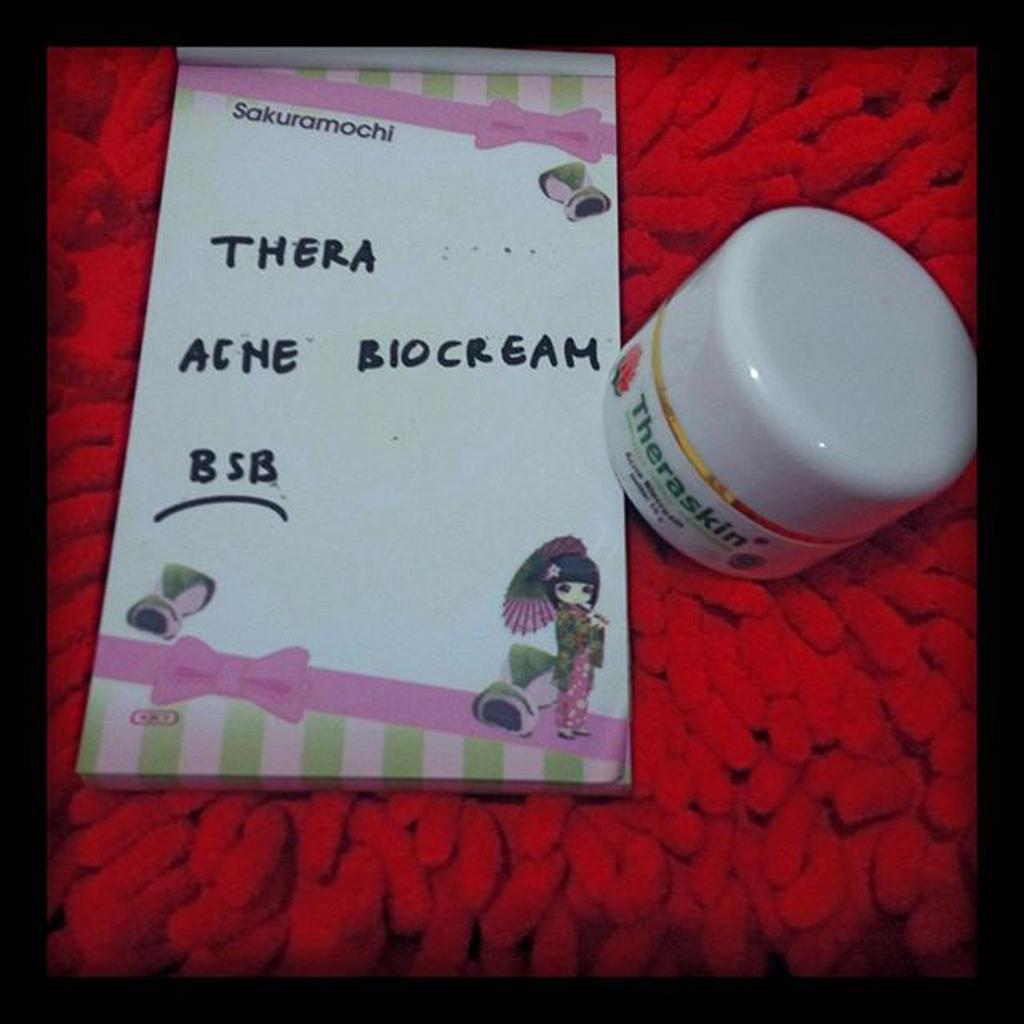 Sakuramochi
THERA ....
ACNE BIOCREAM
BSB
Theraskin